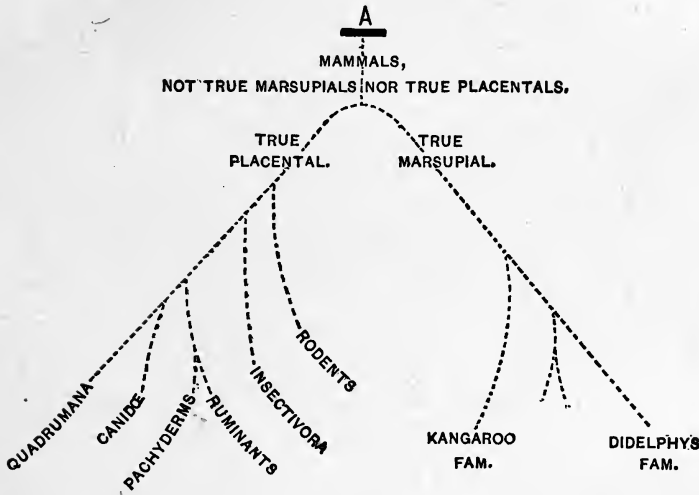 A
MAMMALS,
NOT TRUE MARSUPIALS NOR TRUE PLACENTALS.
TRUE
PLACENTAL.
TRUE
MARSUPIAL.
QUADRUMANA
CANIDŒ
PACHYDERMS
RUMINANTS
INSECTIVORA
RODENTS
KANGAROO
FAM.
DIDELPHYS
FAM.